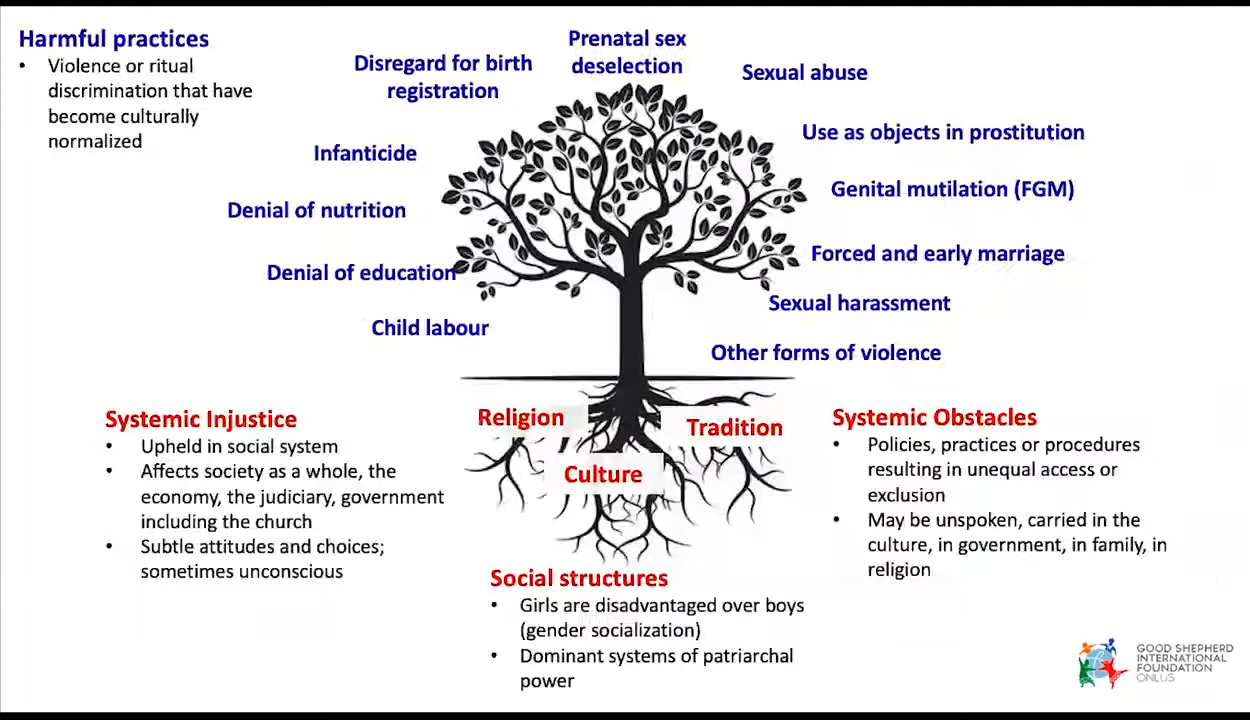 Harmful practices
• Violence or ritual
discrimination that have
become culturally
normalized
Prenatal sex
deselection
Disregard for birth
registration
Sexual abuse
Use as objects in prostitution
Infanticide
Genital mutilation (FGM)
Denial of nutrition
Forced and early marriage
Denial of education
Sexual harassment
Child labour
Other forms of violence
Systemic Injustice
• Upheld in social system
• Affects society as a whole, the
economy, the judiciary, government
including the church
• Subtle attitudes and choices;
sometimes unconscious
Religion
Tradition
Culture
Systemic Obstacles
• Policies, practices or procedures
resulting in unequal access or
exclusion
• May be unspoken, carried in the
culture, in government, in family, in
religion
Social structures
• Girls are disadvantaged over boys
(gender socialization)
• Dominant systems of patriarchal
power
GOOD SHEPHERD
INTERNATIONAL
FOUNDATION
ONLUS